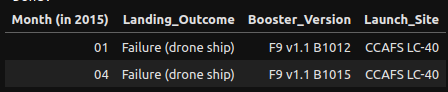 Month (in 2015) Landing_Outcome Booster_Version Launch_Site
01 Failure (drone ship) F9 v1.1 B1012 CCAFS LC-40
04 Failure (drone ship) F9 v1.1 B1015 CCAFS LC-40